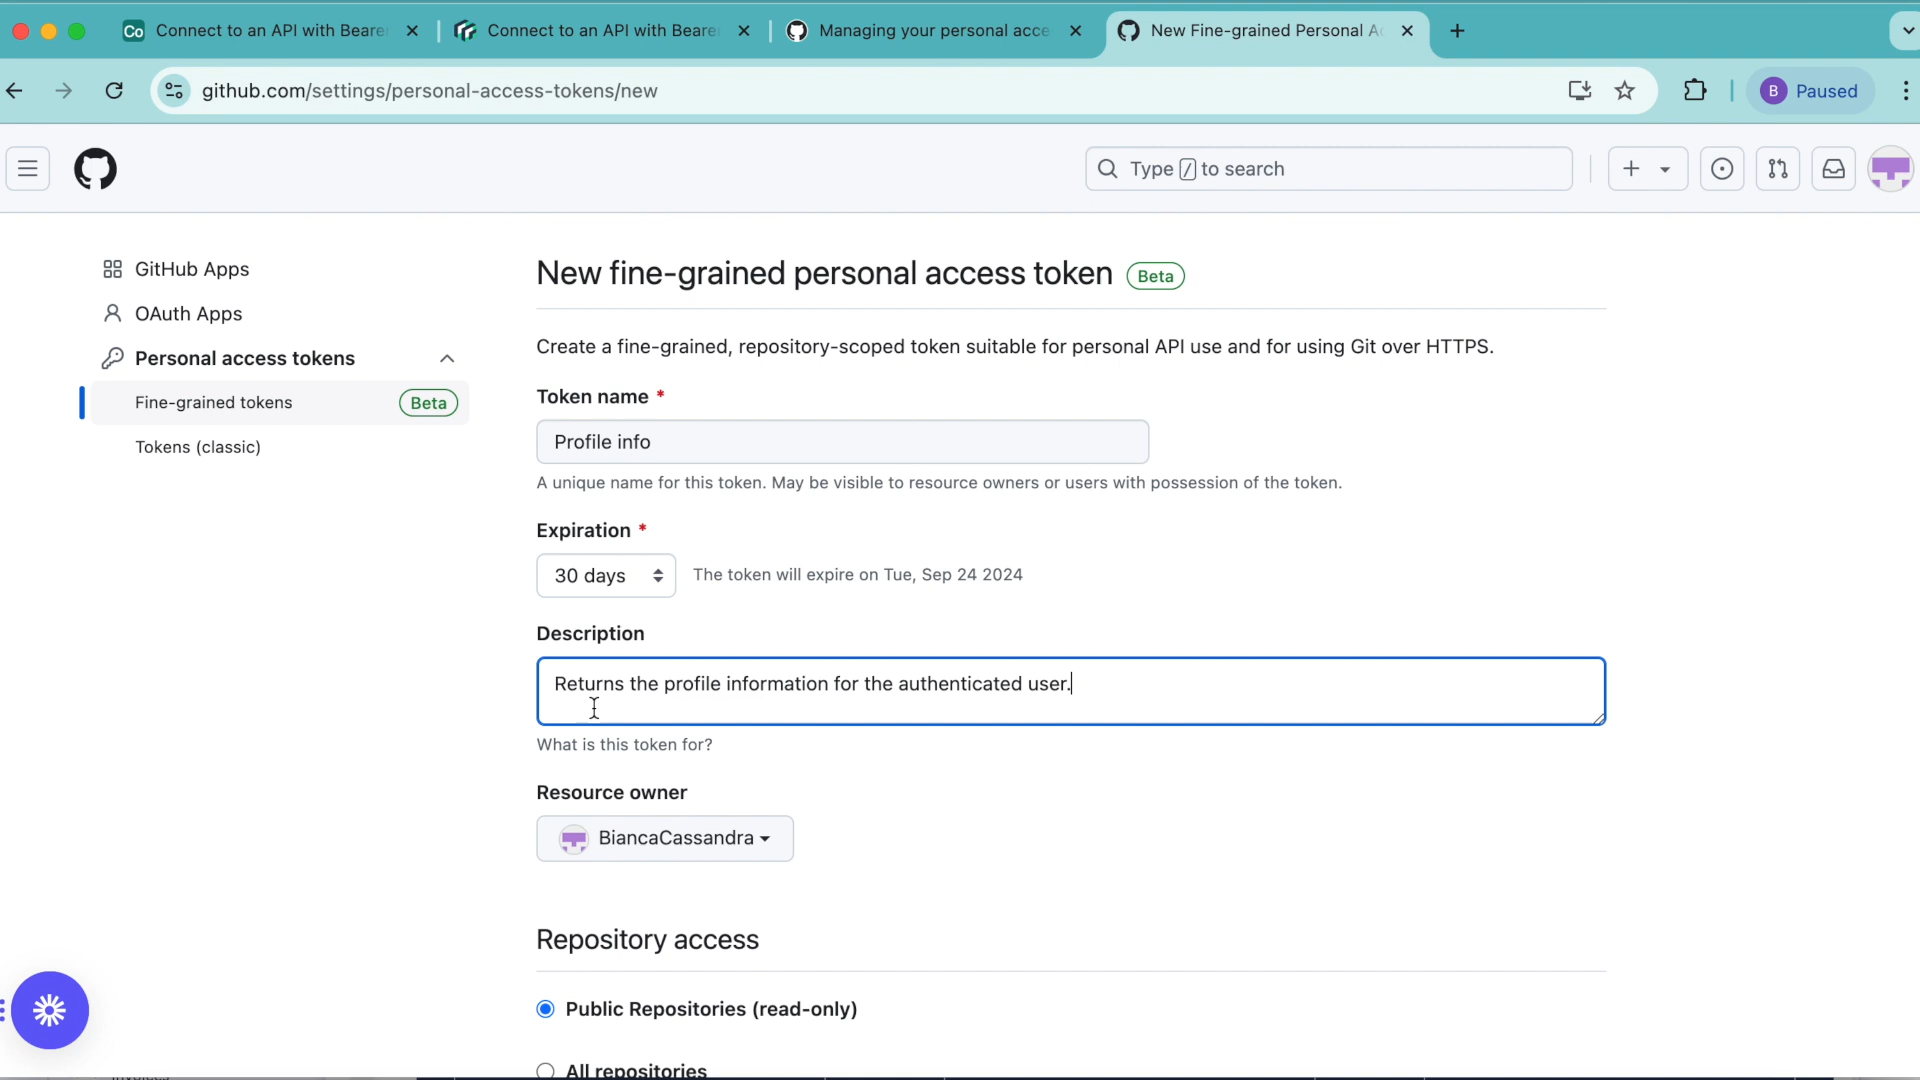 Co Connect to an API with Beare
Connect to an API with Beare
Managing your personal acce
New Fine-grained Personal Ac
github.com/settings/personal-access-tokens/new
B Paused
Type / to search
GitHub Apps
OAuth Apps
Personal access tokens
Fine-grained tokens Beta
Tokens (classic)
New fine-grained personal access token Beta
Create a fine-grained, repository-scoped token suitable for personal API use and for using Git over HTTPS.
Token name *
Profile info
A unique name for this token. May be visible to resource owners or users with possession of the token.
Expiration *
30 days The token will expire on Tue, Sep 24 2024
Description
Returns the profile information for the authenticated user.
What is this token for?
Resource owner
BiancaCassandra
Repository access
Public Repositories (read-only)
All repositories